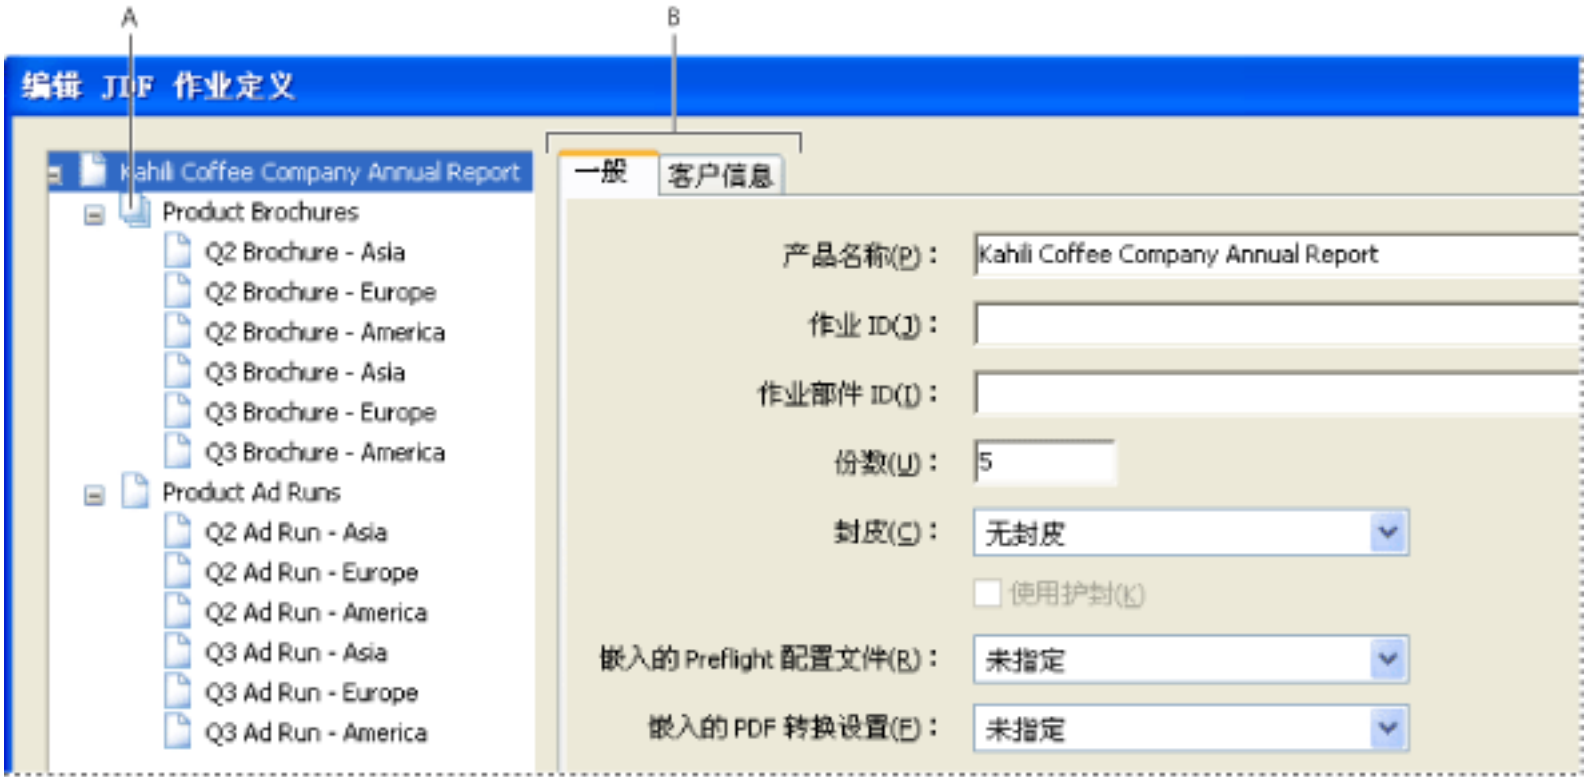 A
B
编辑 JDF 作业定义
Kahili Coffee Company Annual Report
Product Brochures
Q2 Brochure - Asia
Q2 Brochure - Europe
Q2 Brochure - America
Q3 Brochure - Asia
Q3 Brochure - Europe
Q3 Brochure - America
Product Ad Runs
Q2 Ad Run - Asia
Q2 Ad Run - Europe
Q2 Ad Run - America
Q3 Ad Run - Asia
Q3 Ad Run - Europe
Q3 Ad Run - America
一般
客户信息
产品名称(P)： Kahili Coffee Company Annual Report
作业 ID(J)：
作业部件 ID(I)：
份数(U)： 5
封皮(C)： 无封皮
使用护封(K)
嵌入的 Preflight 配置文件(R)： 未指定
嵌入的 PDF 转换设置(F)： 未指定